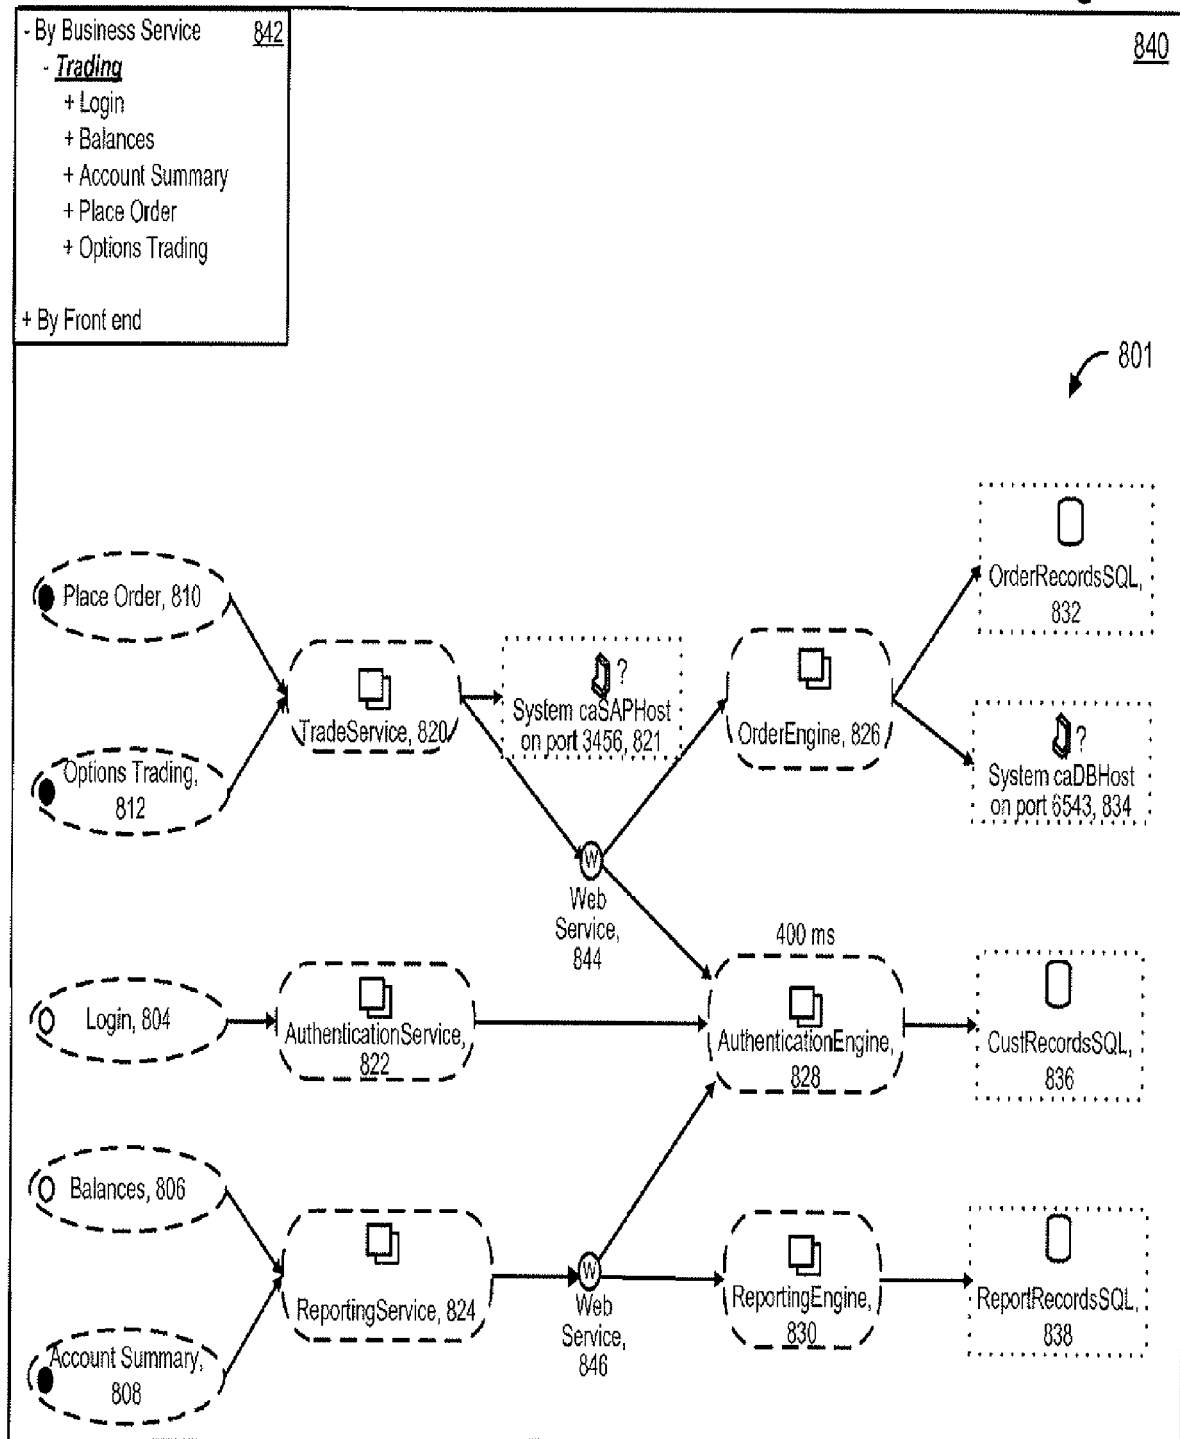 - By Business Service 842
- Trading
+ Login
+ Balances
+ Account Summary
+ Place Order
+ Options Trading
+ By Front end
840
801
Place Order, 810
Options Trading,
812
TradeService, 820
?
System caSAPHost
on port 3456, 821
OrderEngine, 826
OrderRecordsSQL,
832
?
System caDBHost
on port 6543, 834
W
Web
Service,
844
Login, 804
AuthenticationService,
822
400 ms
AuthenticationEngine,
828
CustRecordsSQL,
836
Balances, 806
Account Summary,
808
ReportingService, 824
W
Web
Service,
846
ReportingEngine,
830
ReportRecordsSQL,
838